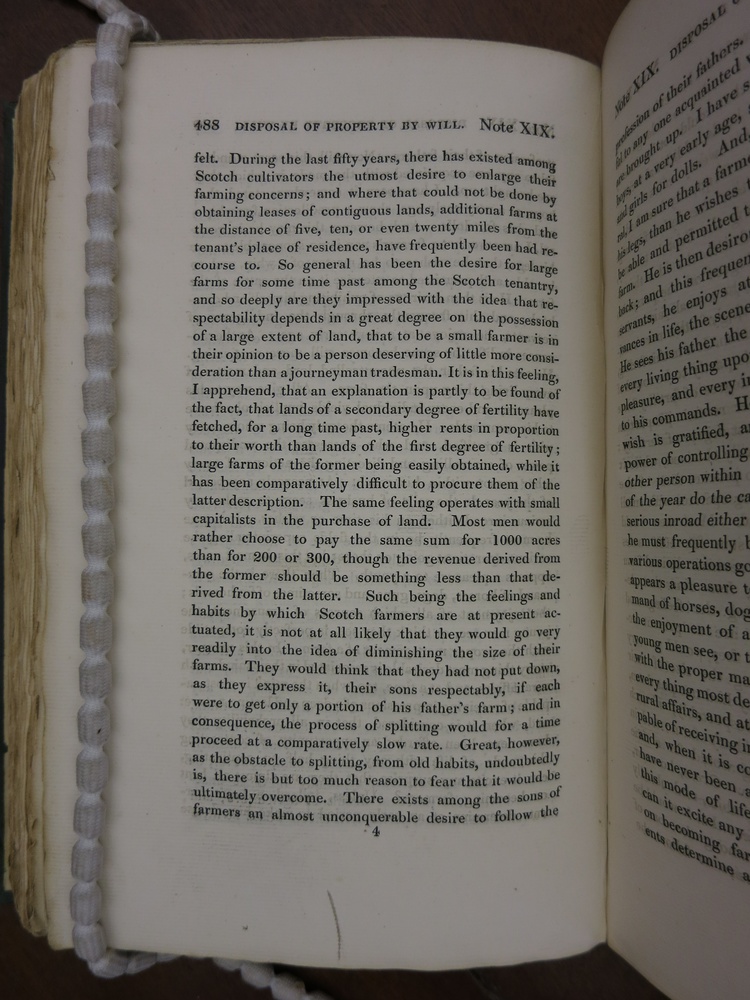 488 DISPOSAL OF PROPERTY BY WILL. Note XIX.
felt. During the last fifty years, there has existed among
Scotch cultivators the utmost desire to enlarge their
farming concerns; and where that could not be done by
obtaining leases of contiguous lands, additional farms at
the distance of five, ten, or even twenty miles from the
tenant's place of residence, have frequently been had re-
course to. So general has been the desire for large
farms for some time past among the Scotch tenantry,
and so deeply are they impressed with the idea that re-
spectability depends in a great degree on the possession
of a large extent of land, that to be a small farmer is in
their opinion to be a person deserving of little more consi-
deration than a journeyman tradesman. It is in this feeling,
I apprehend, that an explanation is partly to be found of
the fact, that lands of a secondary degree of fertility have
fetched, for a long time past, higher rents in proportion
to their worth than lands of the first degree of fertility;
large farms of the former being easily obtained, while it
has been comparatively difficult to procure them of the
latter description. The same feeling operates with small
capitalists in the purchase of land. Most men would
rather choose to pay the same sum for 1000 acres
than for 200 or 300, though the revenue derived from
the former should be something less than that de-
rived from the latter. Such being the feelings and
habits by which Scotch farmers are at present ac-
tuated, it is not at all likely that they would go very
readily into the idea of diminishing the size of their
farms. They would think that they had not put down,
as they express it, their sons respectably, if each
were to get only a portion of his father's farm; and in
consequence, the process of splitting would for a time
proceed at a comparatively slow rate. Great, however,
as the obstacle to splitting, from old habits, undoubtedly
is, there is but too much reason to fear that it would be
ultimately overcome. There exists among the sons of
farmers an almost unconquerable desire to follow the
4
Note XIX. DISPOSAL
profession of their fathers.
to any one acquainted
are brought up. I have
boys, at a very early age,
and girls for dolls. And,
I am sure that a farm
his legs, than he wishes
be able and permitted
farm. He is then desiro
back; and this frequen
servants, he enjoys at
vances in life, the scene
He sees his father the
every living thing upo
pleasure, and every i
to his commands. H
wish is gratified, a
power of controlling
other person within
of the year do the ca
serious inroad either
he must frequently b
various operations go
appears a pleasure t
mand of horses, dog
the enjoyment of a
young men see, or t
with the proper ma
every thing most de
rural affairs, and at
pable of receiving i
and, when it is co
have never been a
this mode of life
can it excite any
on becoming far
ents determine a